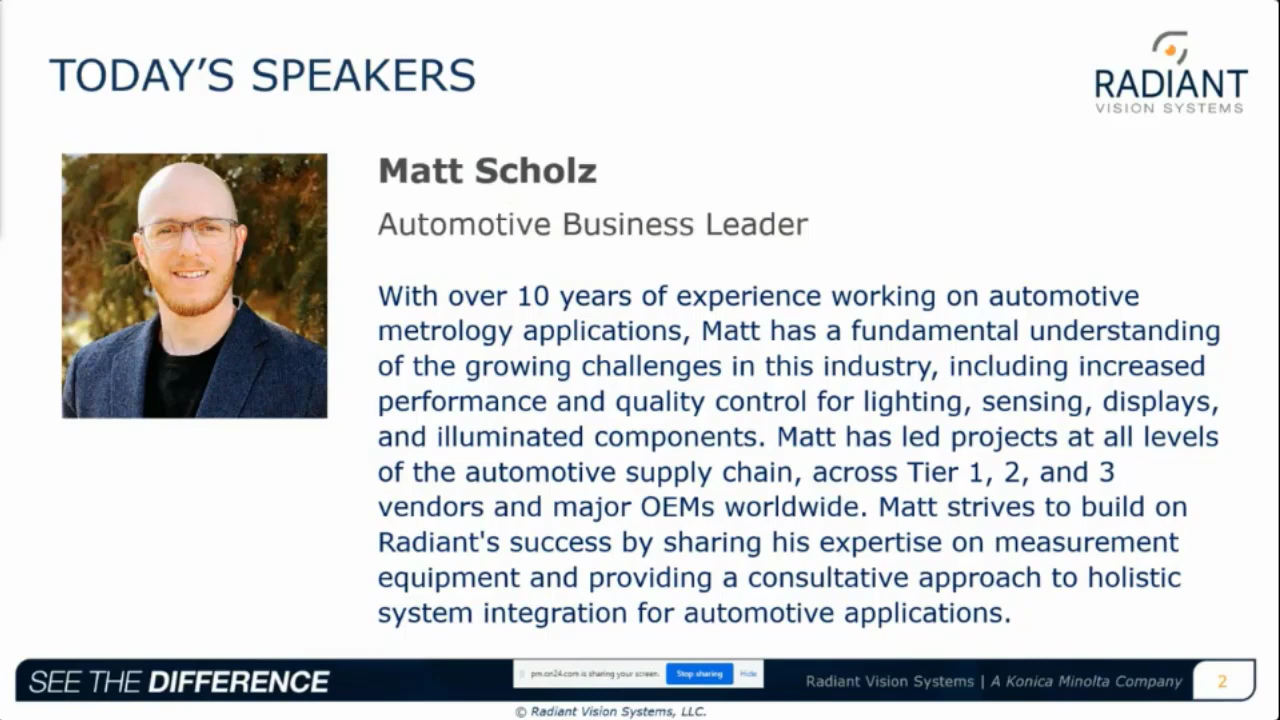 TODAY'S SPEAKERS
RADIANT
VISION SYSTEMS
Matt Scholz
Automotive Business Leader
With over 10 years of experience working on automotive
metrology applications, Matt has a fundamental understanding
of the growing challenges in this industry, including increased
performance and quality control for lighting, sensing, displays,
and illuminated components. Matt has led projects at all levels
of the automotive supply chain, across Tier 1, 2, and 3
vendors and major OEMs worldwide. Matt strives to build on
Radiant's success by sharing his expertise on measurement
equipment and providing a consultative approach to holistic
system integration for automotive applications.
SEE THE DIFFERENCE
pm.on24.com is sharing your screen. Stop sharing Hide
Radiant Vision Systems | A Konica Minolta Company 2
© Radiant Vision Systems, LLC.